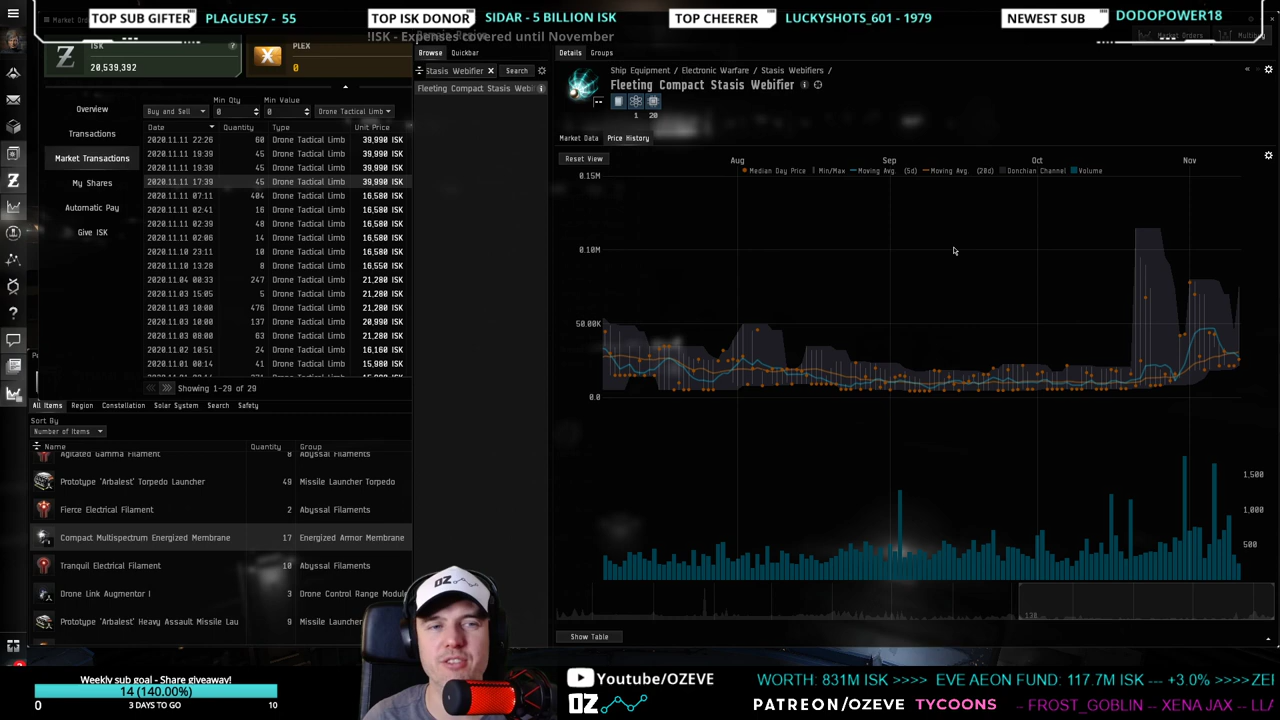 TOP SUB GIFTER PLAGUES7 - 55
TOP ISK DONOR SIDAR - 5 BILLION ISK
TOP CHEERER LUCKYSHOTS_601 - 1979
NEWEST SUB DODOPOWER18
!ISK - Expenses covered until November
ISK
20,539,392
PLEX
0
Overview
Transactions
Market Transactions
My Shares
Automatic Pay
Give ISK
Min Qty
Min Value
Buy and Sell
0
0
Drone Tactical Limb
Date Quantity Type Unit Price
2020.11.11 22:26 60 Drone Tactical Limb 39,990 ISK
2020.11.11 19:39 45 Drone Tactical Limb 39,990 ISK
2020.11.11 19:39 45 Drone Tactical Limb 39,990 ISK
2020.11.11 17:39 45 Drone Tactical Limb 39,990 ISK
2020.11.11 07:11 404 Drone Tactical Limb 16,580 ISK
2020.11.11 02:41 16 Drone Tactical Limb 16,580 ISK
2020.11.11 02:39 48 Drone Tactical Limb 16,580 ISK
2020.11.11 02:06 14 Drone Tactical Limb 16,580 ISK
2020.11.10 23:11 10 Drone Tactical Limb 16,580 ISK
2020.11.10 13:28 8 Drone Tactical Limb 16,550 ISK
2020.11.04 00:33 247 Drone Tactical Limb 21,280 ISK
2020.11.03 15:05 5 Drone Tactical Limb 21,280 ISK
2020.11.03 10:00 476 Drone Tactical Limb 21,280 ISK
2020.11.03 10:00 137 Drone Tactical Limb 20,990 ISK
2020.11.03 08:00 63 Drone Tactical Limb 21,280 ISK
2020.11.02 10:51 24 Drone Tactical Limb 16,160 ISK
2020.11.01 00:14 41 Drone Tactical Limb 15,980 ISK
Showing 1-29 of 29
All Items Region Constellation Solar System Search Safety
Sort By
Number of Items
Name Quantity Group
Agitated Gamma Filament 8 Abyssal Filaments
Prototype 'Arbalest' Torpedo Launcher 49 Missile Launcher Torpedo
Fierce Electrical Filament 2 Abyssal Filaments
Compact Multispectrum Energized Membrane 17 Energized Armor Membrane
Tranquil Electrical Filament 10 Abyssal Filaments
Drone Link Augmentor I 3 Drone Control Range Modul
Prototype 'Arbalest' Heavy Assault Missile Lau 9 Missile Launcher
Browse Quickbar
Stasis Webifier Search
Fleeting Compact Stasis Webi
Details Groups
Ship Equipment / Electronic Warfare / Stasis Webifiers /
Fleeting Compact Stasis Webifier
1 20
Market Data Price History
Reset View
Aug Sep Oct Nov
Median Day Price Min/Max Moving Avg. (5d) Moving Avg. (20d) Donchian Channel Volume
0.15M
0.10M
50.00K
0.0
1,500
1,000
500
Show Table
OZ
Weekly sub goal - Share giveaway!
14 (140.00%)
0 3 DAYS TO GO 10
Youtube/OZEVE
WORTH: 831M ISK >>>> EVE AEON FUND: 117.7M ISK --- +3.0% >>>>ZEI
OZ
PATREON/OZEVE TYCOONS
-- FROST_GOBLIN -- XENA JAX -- LLA